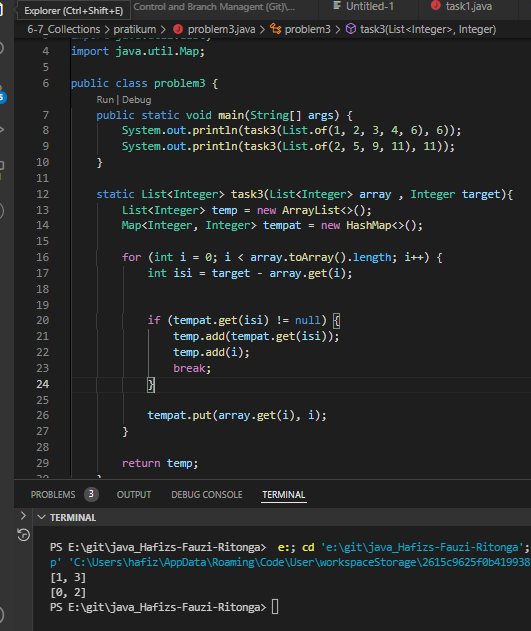 Explorer (Ctrl+Shift+E)
Control and Branch Managent (Git)\...
Untitled-1
task1.java
6-7_Collections > pratikum > problem3.java > problem3 > task3(List<Integer>, Integer)
4 import java.util.Map;
5
6 public class problem3 {
Run | Debug
7 public static void main(String[] args) {
8 System.out.println(task3(List.of(1, 2, 3, 4, 6), 6));
9 System.out.println(task3(List.of(2, 5, 9, 11), 11));
10 }
11
12 static List<Integer> task3(List<Integer> array , Integer target){
13 List<Integer> temp = new ArrayList<>();
14 Map<Integer, Integer> tempat = new HashMap<>();
15
16 for (int i = 0; i < array.toArray().length; i++) {
17 int isi = target - array.get(i);
18
19
20 if (tempat.get(isi) != null) {
21 temp.add(tempat.get(isi));
22 temp.add(i);
23 break;
24 }
25
26 tempat.put(array.get(i), i);
27 }
28
29 return temp;
PROBLEMS 3 OUTPUT DEBUG CONSOLE TERMINAL
TERMINAL
PS E:\git\java_Hafizs-Fauzi-Ritonga> e:; cd 'e:\git\java_Hafizs-Fauzi-Ritonga';
p' 'C:\Users\hafiz\AppData\Roaming\Code\User\workspaceStorage\2615c9625f0b419938
[1, 3]
[0, 2]
PS E:\git\java_Hafizs-Fauzi-Ritonga>